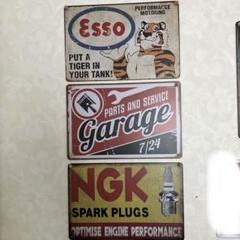 Esso
PERFORMANCE
MOTORING
PUT A
TIGER IN
YOUR TANK!
PARTS AND SERVICE
Garage
7/24
NGK
SPARK PLUGS
OPTIMISE ENGINE PERFORMANCE